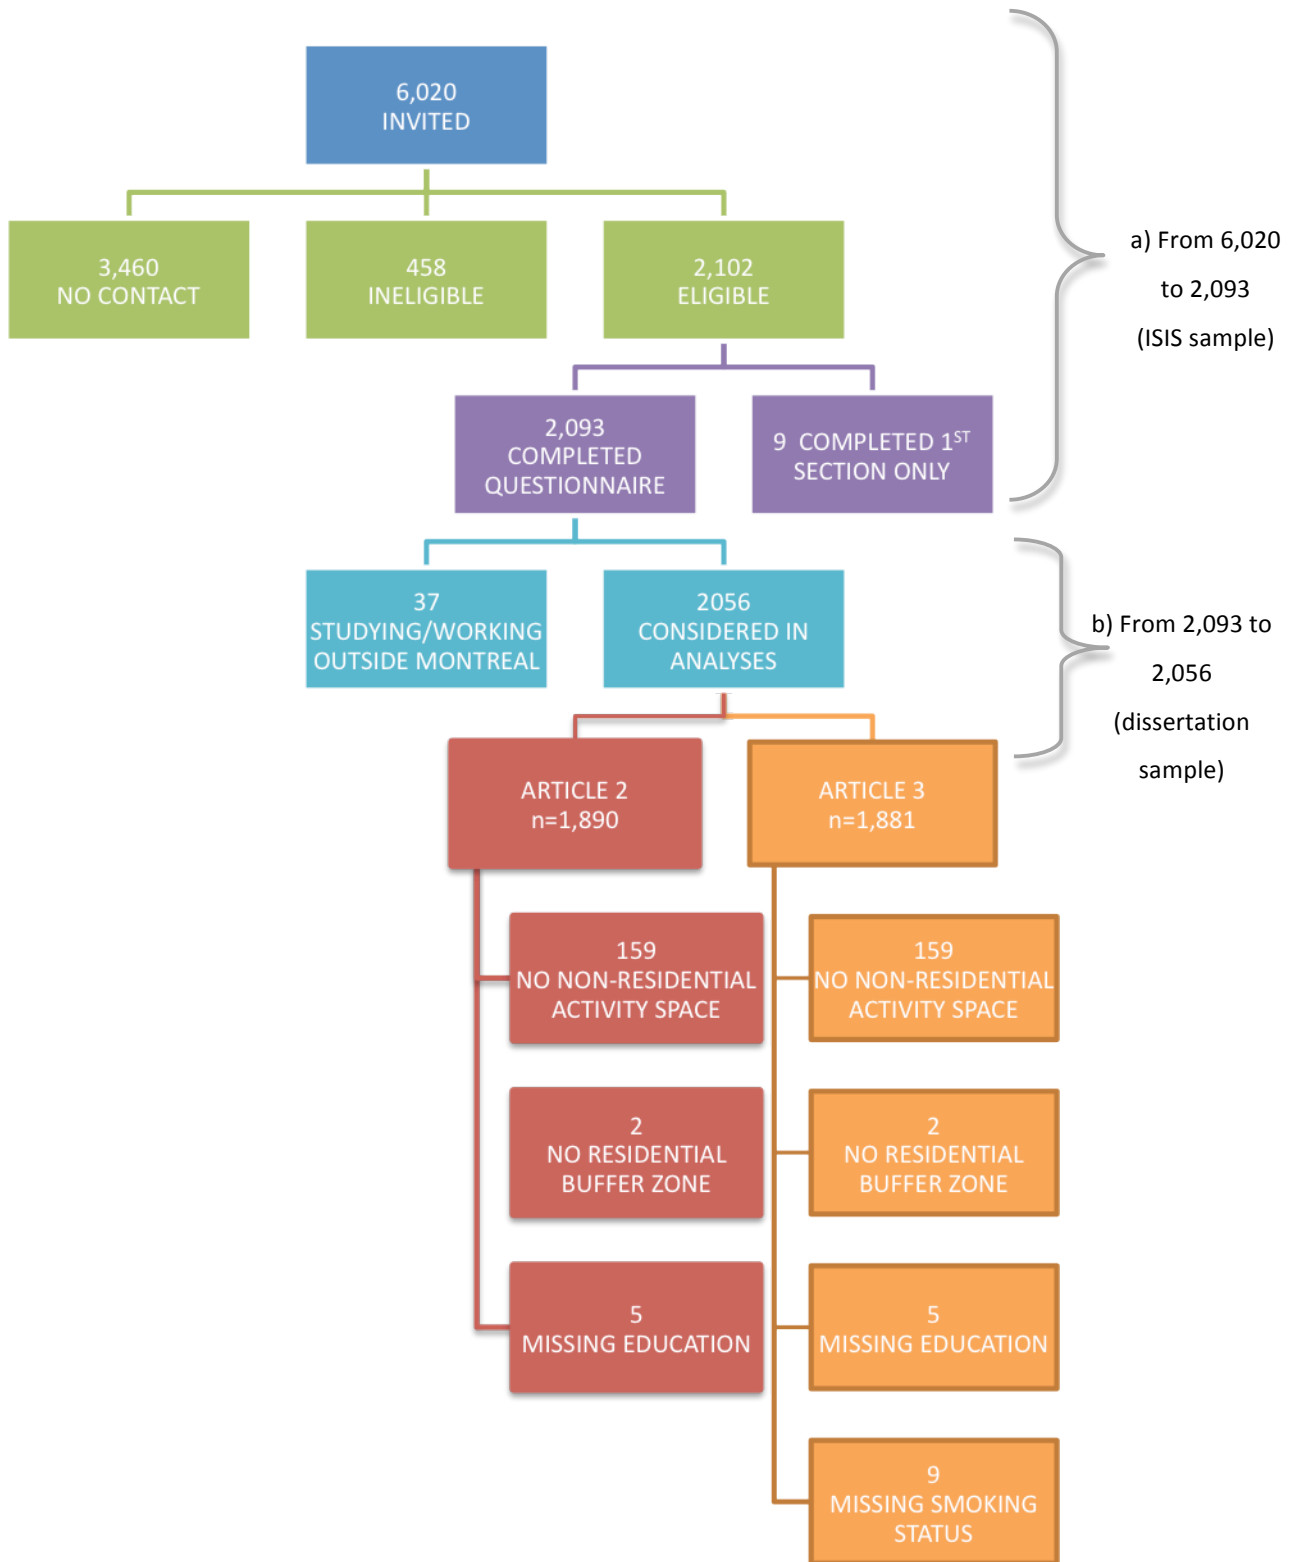 6,020
INVITED
3,460
NO CONTACT
458
INELIGIBLE
2,102
ELIGIBLE
a) From 6,020
to 2,093
(ISIS sample)
2,093
COMPLETED
QUESTIONNAIRE
9 COMPLETED 1ST
SECTION ONLY
37
STUDYING/WORKING
OUTSIDE MONTREAL
2056
CONSIDERED IN
ANALYSES
b) From 2,093 to
2,056
(dissertation
sample)
ARTICLE 2
n=1,890
ARTICLE 3
n=1,881
159
NO NON-RESIDENTIAL
ACTIVITY SPACE
159
NO NON-RESIDENTIAL
ACTIVITY SPACE
2
NO RESIDENTIAL
BUFFER ZONE
2
NO RESIDENTIAL
BUFFER ZONE
5
MISSING EDUCATION
5
MISSING EDUCATION
9
MISSING SMOKING
STATUS